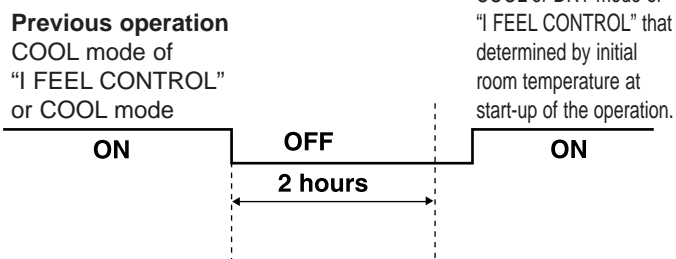 Previous operation
COOL mode of
“I FEEL CONTROL”
or COOL mode
“I FEEL CONTROL” that
determined by initial
room temperature at
start-up of the operation.
ON
OFF
ON
2 hours